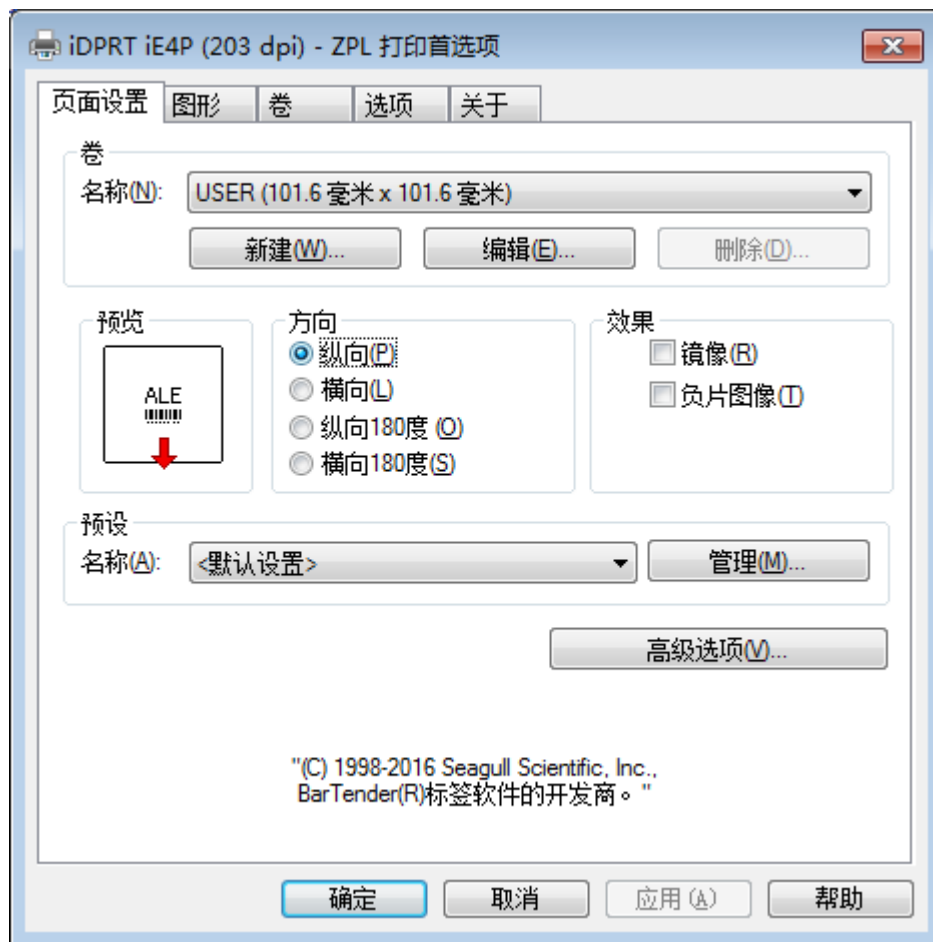 iDPRT iE4P (203 dpi) - ZPL 打印首选项
页面设置 图形 卷 选项 关于
卷
名称(N): USER (101.6 毫米 x 101.6 毫米)
新建(W)... 编辑(E)... 删除(D)...
预览 方向 效果
纵向(P) 镜像(R)
ALE 横向(L) 负片图像(T)
纵向180度 (O)
横向180度(S)
预设
名称(A): <默认设置> 管理(M)...
高级选项(V)...
"(C) 1998-2016 Seagull Scientific, Inc.,
BarTender(R)标签软件的开发商。"
确定 取消 应用 (A) 帮助